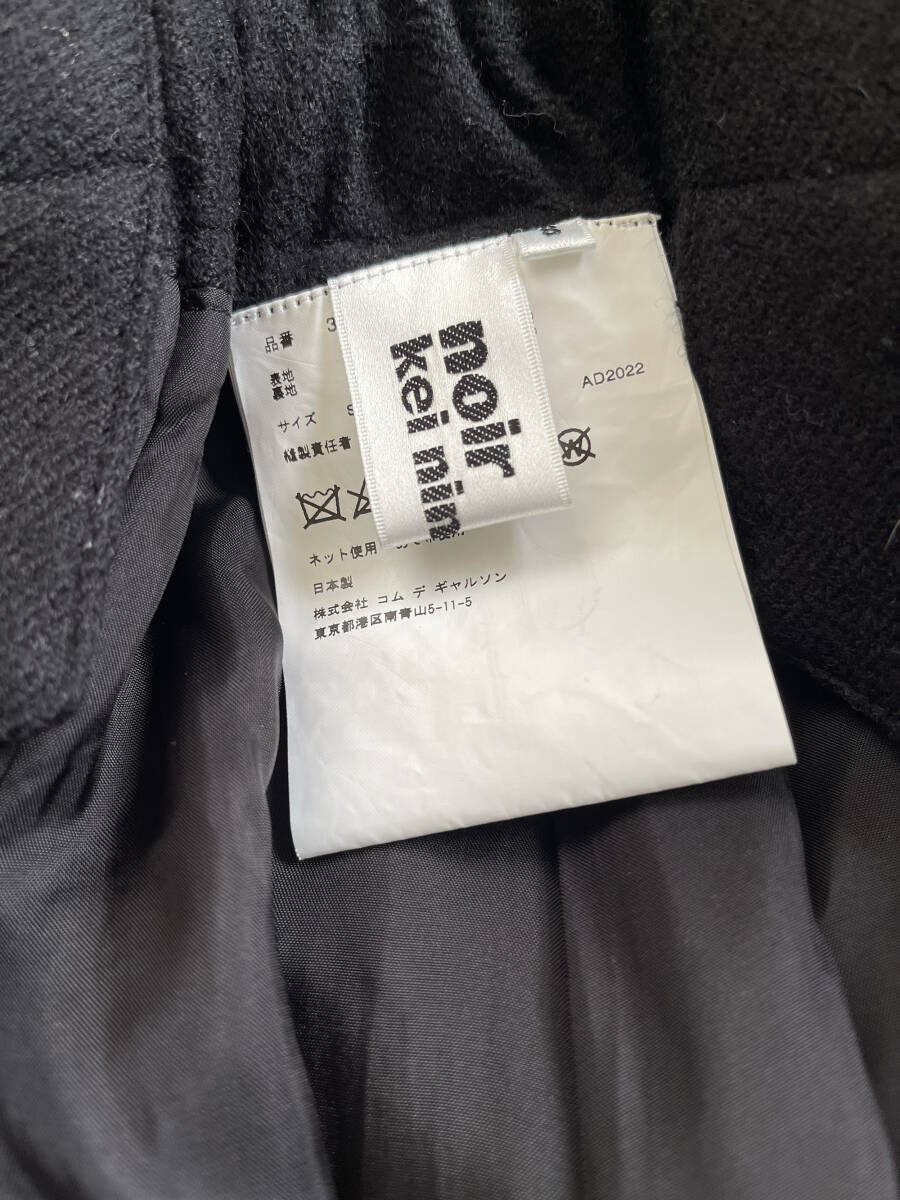 noir
kei nin
品番 3
表地
裏地
AD2022
サイズ S
縫製責任者
ネット使用
日本製
株式会社 コム デ ギャルソン
東京都港区南青山5-11-5